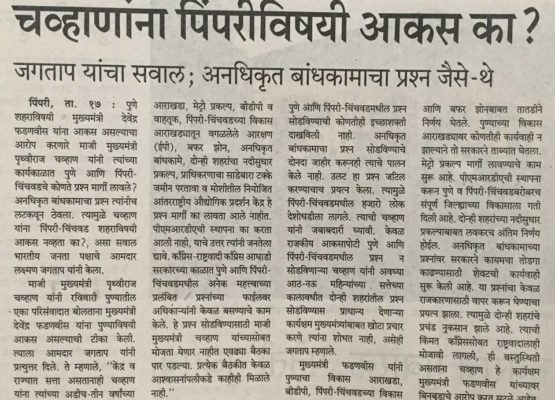 चव्हाणांना पिंपरीविषयी आकस का?
जगताप यांचा सवाल; अनधिकृत बांधकामाचा प्रश्न जैसे-थे
पिंपरी, ता. १७ : पुणे
शहराविषयी मुख्यमंत्री देवेंद्र
फडणवीस यांना आकस असल्याचा
आरोप करणारे माजी मुख्यमंत्री
पृथ्वीराज चव्हाण यांनी त्यांच्या
कार्यकाळात पुणे आणि पिंपरी-
चिंचवडचे कोणते प्रश्न मार्गी लावले?
अनधिकृत बांधकामाचा प्रश्न त्यांनीच
लटकवून ठेवला. त्यामुळे चव्हाण
यांना पिंपरी-चिंचवड शहराविषयी
आकस नव्हता का?, असा सवाल
भारतीय जनता पक्षाचे आमदार
लक्ष्मण जगताप यांनी केला.
माजी मुख्यमंत्री पृथ्वीराज
चव्हाण यांनी रविवारी पुण्यातील
एका परिसंवादात बोलताना मुख्यमंत्री
देवेंद्र फडणवीस यांना पुण्याविषयी
आकस असल्याची टीका केली.
त्याला आमदार जगताप यांनी
प्रत्युत्तर दिले. ते म्हणाले, ‘‘केंद्र व
राज्यात सत्ता असतानाही चव्हाण
यांना त्यांच्या अडीच-तीन वर्षांच्या
आराखडा, मेट्रो प्रकल्प, बीडीपी व
वाहतूक, पिंपरी-चिंचवडच्या विकास
आराखड्यातून वगळलेले आरक्षण
(ईपी), बफर झोन, अनधिकृत
बांधकामे, दोन्ही शहरांचा नदीसुधार
प्रकल्प, प्राधिकरणाचा साडेबारा टक्के
जमीन परतावा व मोशीतील नियोजित
आंतरराष्ट्रीय औद्योगिक प्रदर्शन केंद्र हे
प्रश्न मार्गी का लावता आले नाहीत.
पीएमआरडीएची स्थापना का करता
आली नाही, याचे उत्तर त्यांनी जनतेला
द्यावे. काँग्रेस-राष्ट्रवादी काँग्रेस आघाडी
सरकारच्या काळात पुणे आणि पिंपरी-
चिंचवडमधील अनेक महत्त्वाच्या
प्रलंबित प्रश्नांच्या फाईलवर
अधिकाऱ्यांनी केवळ बसण्याचे काम
केले. हे प्रश्न सोडविण्यासाठी माजी
मुख्यमंत्री चव्हाण यांच्यासोबत
मोजता येणार नाहीत एवढ्या बैठका
पार पडल्या. प्रत्येक बैठकीत केवळ
आश्वासनांपलीकडे काहीही मिळाले
नाही.’’
पुणे आणि पिंपरी-चिंचवडमधील प्रश्न
सोडविण्याची कोणतीही इच्छाशक्ती
दाखविली नाही. अनधिकृत
बांधकामाचा प्रश्न सोडविण्याचे
दोनदा जाहीर करूनही त्याचे पालन
केले नाही. उलट हा प्रश्न जटिल
करण्याचाच प्रयत्न केला. त्यामुळे
पिंपरी-चिंचवडमधील हजारो लोक
देशोधडीला लागले. त्याची चव्हाण
यांनी जबाबदारी घ्यावी. केवळ
राजकीय आकसापोटी पुणे आणि
पिंपरी-चिंचवडमधील प्रश्न न
सोडविणाऱ्या चव्हाण यांनी अवघ्या
आठ-नऊ महिन्यांच्या सत्तेच्या
कालावधीत दोन्ही शहरांतील प्रश्न
सोडविण्यास प्राधान्य देणाऱ्या
कार्यक्षम मुख्यमंत्र्यांबाबत खोटा प्रचार
करणे त्यांना शोभत नाही, असेही
जगताप म्हणाले.
मुख्यमंत्री फडणवीस यांनी
पुण्याचा विकास आराखडा,
बीडीपी, पिंपरी-चिंचवडचा विकास
आणि बफर झोनबाबत तातडीने
निर्णय घेतले. पुण्याच्या विकास
आराखड्यावर कोणतीही कार्यवाही न
झाल्याने तो सरकारने ताब्यात घेतला.
मेट्रो प्रकल्प मार्गी लावण्याचे काम
सुरू आहे. पीएमआरडीएची स्थापना
करून पुणे व पिंपरी-चिंचवडबरोबरच
संपूर्ण जिल्ह्याच्या विकासाला गती
दिली आहे. दोन्ही शहरांच्या नदीसुधार
प्रकल्पाबाबत लवकरच अंतिम निर्णय
होईल. अनधिकृत बांधकामाच्या
प्रश्नांवर सरकारने कायमचा तोडगा
काढण्यासाठी शेवटची कार्यवाही
सुरू केली आहे. या प्रश्नांचा केवळ
राजकारणासाठी वापर करून घेण्याचा
प्रयत्न झाला. त्यामुळे दोन्ही शहरांचे
प्रचंड नुकसान झाले आहे. त्याची
किंमत काँग्रेससोबत राष्ट्रवादालाही
मोजावी लागली, ही वस्तुस्थिती
असताना चव्हाण हे कार्यक्षम
मुख्यमंत्री फडणवीस यांच्यावर
बिनबुडाचे आरोप करत सुटले आहेत